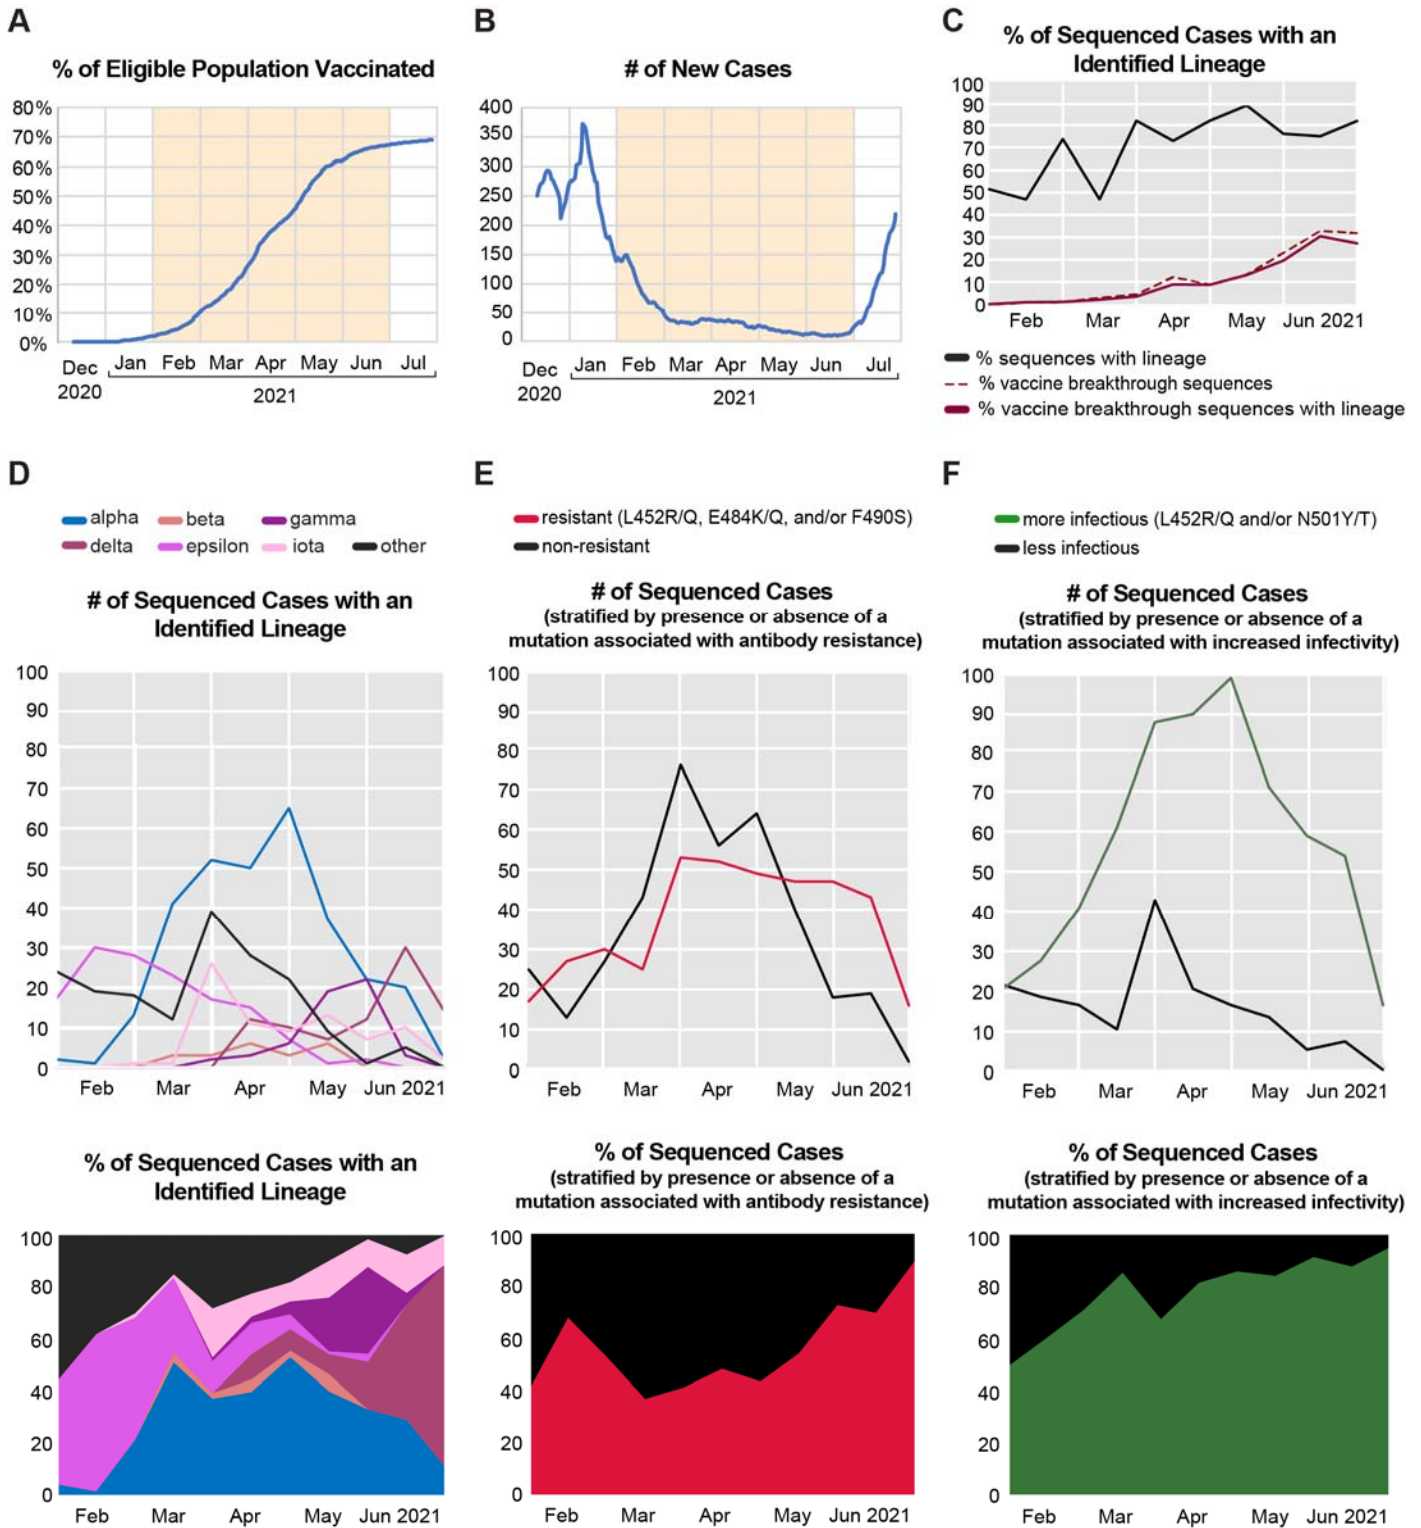 A
% of Eligible Population Vaccinated
80%
70%
60%
50%
40%
30%
20%
10%
0%
Dec Jan Feb Mar Apr May Jun Jul
2020 2021
B
# of New Cases
400
350
300
250
200
150
100
50
0
Dec Jan Feb Mar Apr May Jun Jul
2020 2021
C
% of Sequenced Cases with an
Identified Lineage
100
90
80
70
60
50
40
30
20
10
0
Feb Mar Apr May Jun 2021
% sequences with lineage
% vaccine breakthrough sequences
% vaccine breakthrough sequences with lineage
D
alpha beta gamma
delta epsilon iota other
# of Sequenced Cases with an
Identified Lineage
100
90
80
70
60
50
40
30
20
10
0
Feb Mar Apr May Jun 2021
% of Sequenced Cases with an
Identified Lineage
100
80
60
40
20
0
Feb Mar Apr May Jun 2021
E
resistant (L452R/Q, E484K/Q, and/or F490S)
non-resistant
# of Sequenced Cases
(stratified by presence or absence of a
mutation associated with antibody resistance)
100
90
80
70
60
50
40
30
20
10
0
Feb Mar Apr May Jun 2021
% of Sequenced Cases
(stratified by presence or absence of a
mutation associated with antibody resistance)
100
80
60
40
20
0
Feb Mar Apr May Jun 2021
F
more infectious (L452R/Q and/or N501Y/T)
less infectious
# of Sequenced Cases
(stratified by presence or absence of a
mutation associated with increased infectivity)
100
90
80
70
60
50
40
30
20
10
0
Feb Mar Apr May Jun 2021
% of Sequenced Cases
(stratified by presence or absence of a
mutation associated with increased infectivity)
100
80
60
40
20
0
Feb Mar Apr May Jun 2021